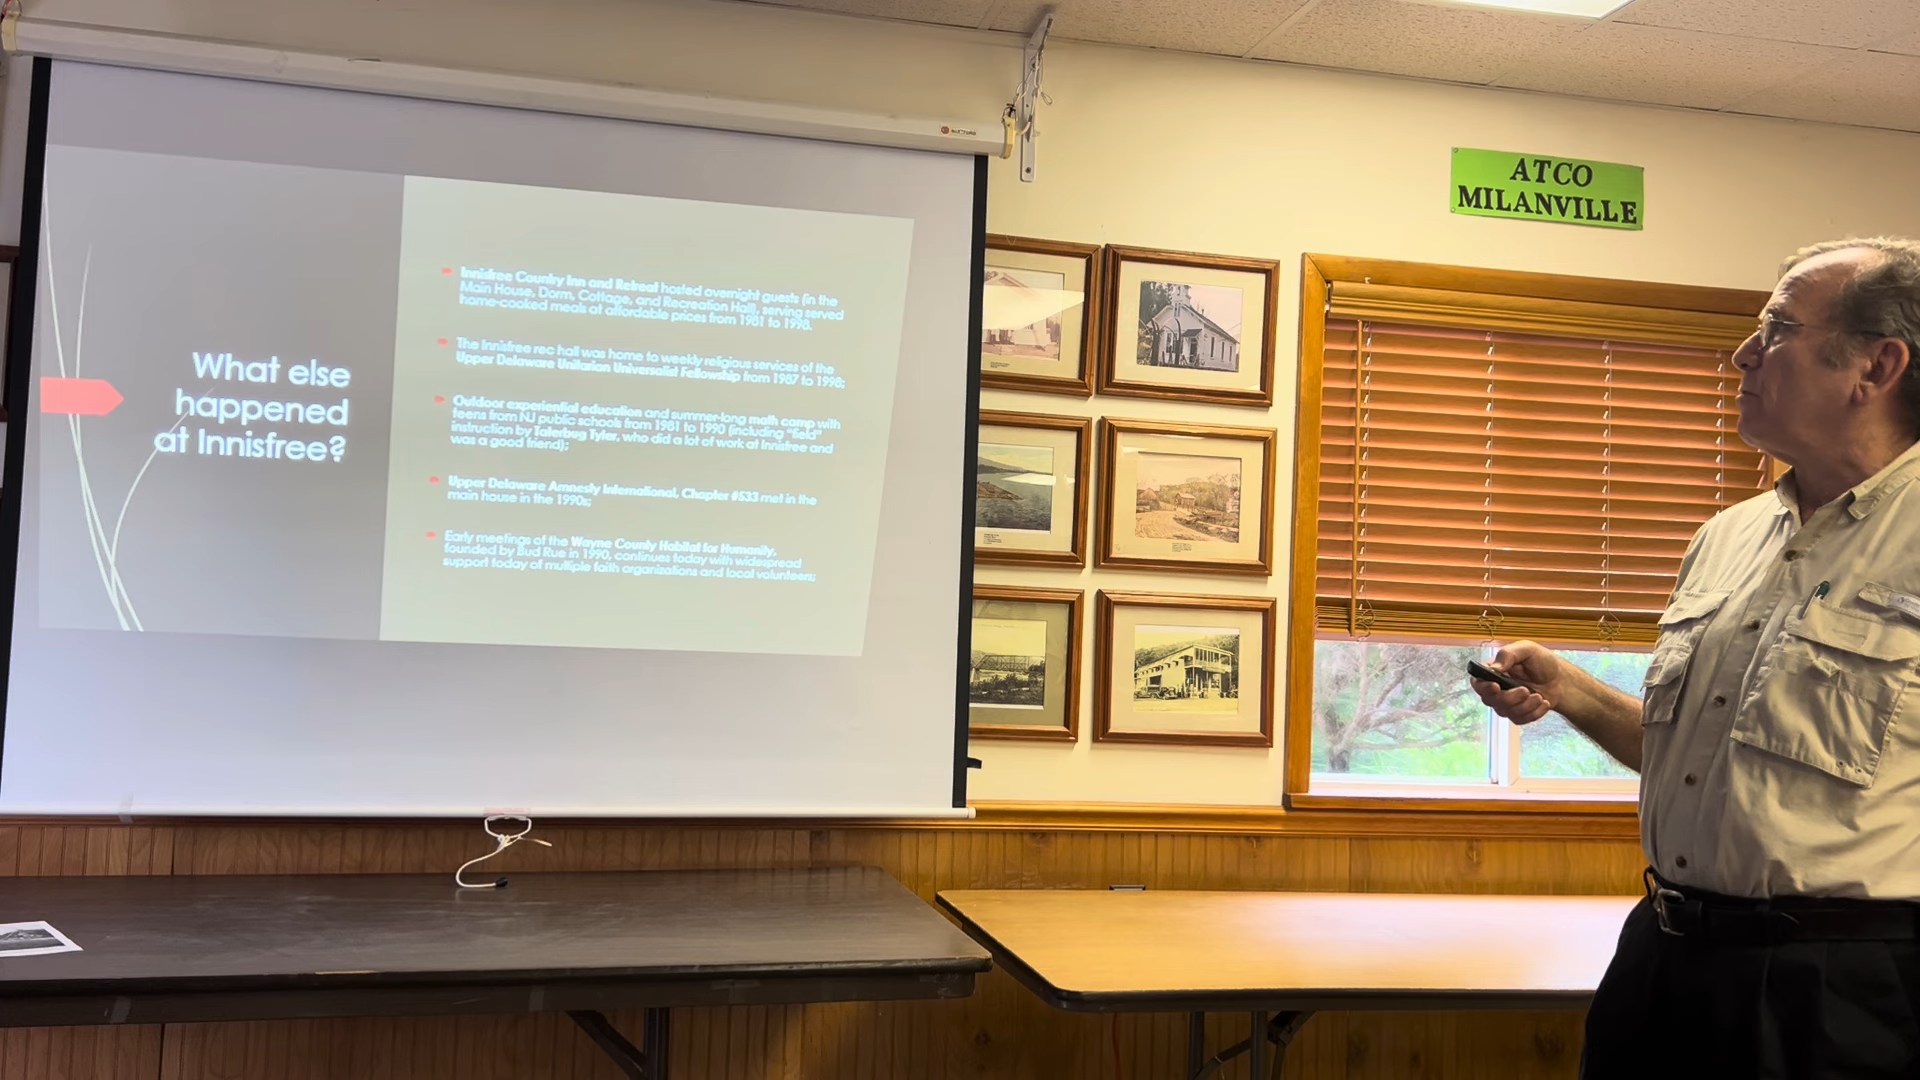 What else
happened
at Innisfree?
Innisfree Country Inn and Retreat hosted overnight guests (in the
Main House, Dorm, Cottage, and Recreation Hall), serving served
home-cooked meals at affordable prices from 1981 to 1998.
The Innisfree rec hall was home to weekly religious services of the
Upper Delaware Unitarian Universalist Fellowship from 1987 to 1998;
Outdoor experiential education and summer-long math camp with
teens from NJ public schools from 1981 to 1990 (including "field"
instruction by Taterbug Tyler, who did a lot of work at Innisfree and
was a good friend);
Upper Delaware Amnesty International, Chapter #533 met in the
main house in the 1990s;
Early meetings of the Wayne County Habitat for Humanity,
founded by Bud Rue in 1990, continues today with widespread
support today of multiple faith organizations and local volunteers;
ATCO
MILANVILLE